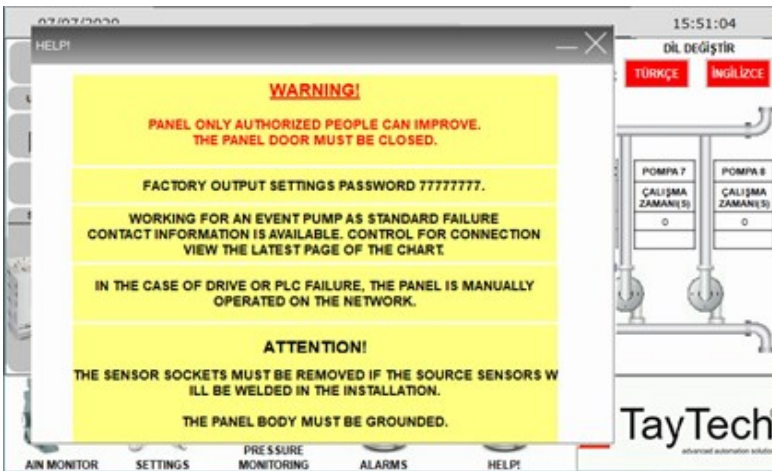 07/07/2020
15:51:04
HELP!
DİL DEĞİŞTİR
TÜRKÇE
İNGİLİZCE
WARNING!
PANEL ONLY AUTHORIZED PEOPLE CAN IMPROVE.
THE PANEL DOOR MUST BE CLOSED.
FACTORY OUTPUT SETTINGS PASSWORD 77777777.
WORKING FOR AN EVENT PUMP AS STANDARD FAILURE
CONTACT INFORMATION IS AVAILABLE. CONTROL FOR CONNECTION
VIEW THE LATEST PAGE OF THE CHART.
IN THE CASE OF DRIVE OR PLC FAILURE, THE PANEL IS MANUALLY
OPERATED ON THE NETWORK.
ATTENTION!
THE SENSOR SOCKETS MUST BE REMOVED IF THE SOURCE SENSORS W
ILL BE WELDED IN THE INSTALLATION.
THE PANEL BODY MUST BE GROUNDED.
POMPA 7
ÇALIŞMA
ZAMANI(S)
0
POMPA 8
ÇALIŞMA
ZAMANI(S)
0
TayTech
advanced automation solutio
AIN MONITOR
SETTINGS
PRESSURE
MONITORING
ALARMS
HELP!